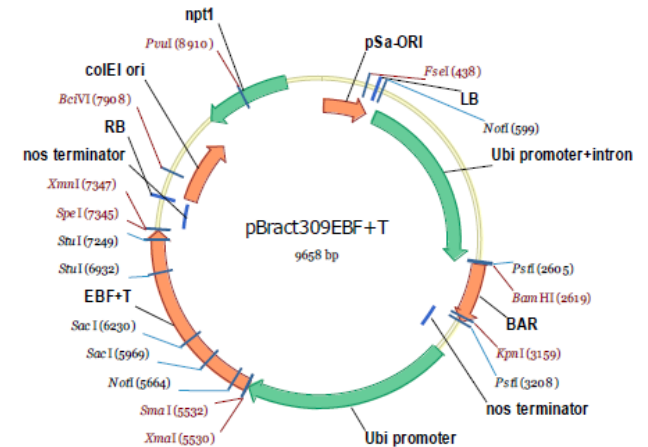 npt1
pSa-ORI
PvuI (8910)
colEI ori
FseI (438)
LB
BciVI (7908)
NotI (599)
RB
Ubi promoter+intron
nos terminator
XmnI (7347)
pBract309EBF+T
SpeI (7345)
9658 bp
StuI (7249)
PstI (2605)
StuI (6932)
BamHI (2619)
EBF+T
BAR
SacI (6230)
KpnI (3159)
SacI (5969)
PstI (3208)
NotI (5664)
nos terminator
SmaI (5532)
XmaI (5530)
Ubi promoter